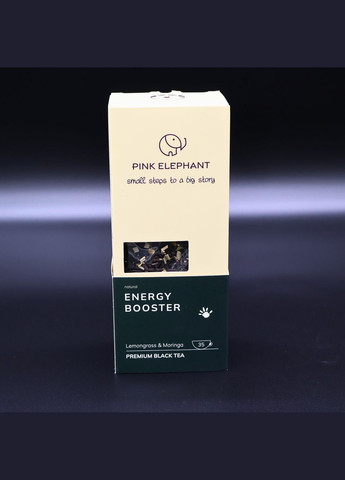 PINK ELEPHANT
small steps to a big story
natural
ENERGY
BOOSTER
Lemongrass & Moringa
35
PREMIUM BLACK TEA